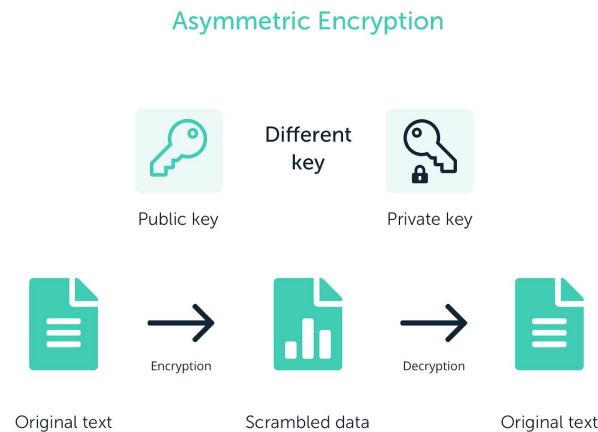 Asymmetric Encryption
Different
key
Public key
Private key
Encryption
Decryption
Original text
Scrambled data
Original text